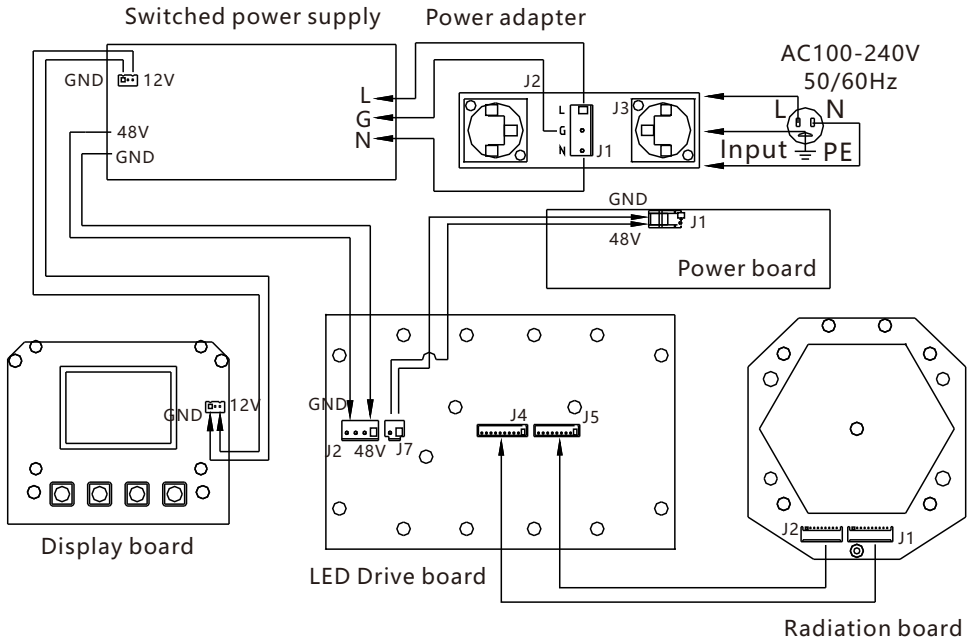 Switched power supply
Power adapter
AC100-240V
50/60Hz
GND
12V
L
G
N
48V
GND
J2
L
G
N
J1
J3
L
N
Input
PE
GND
48V
J1
Power board
GND
12V
Display board
GND
J2
48V
J7
J4
J5
LED Drive board
J2
J1
Radiation board